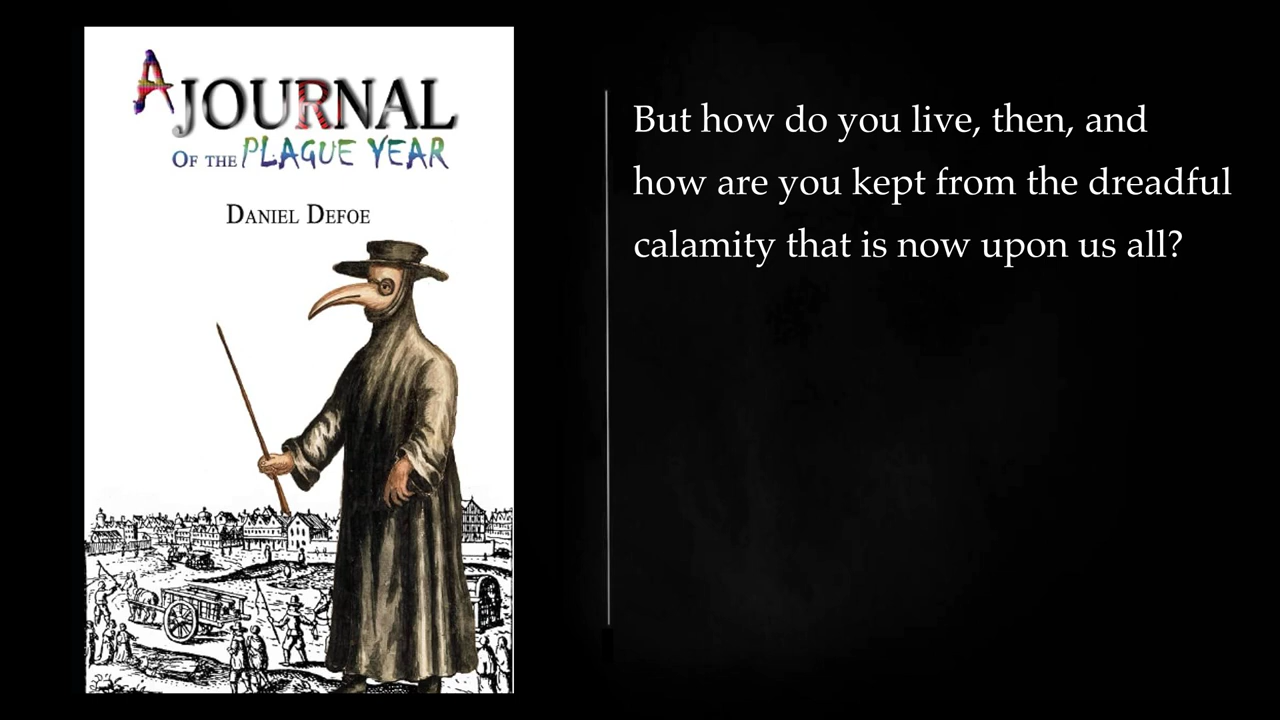 A JOURNAL
OF THE PLAGUE YEAR
DANIEL DEFOE
But how do you live, then, and
how are you kept from the dreadful
calamity that is now upon us all?